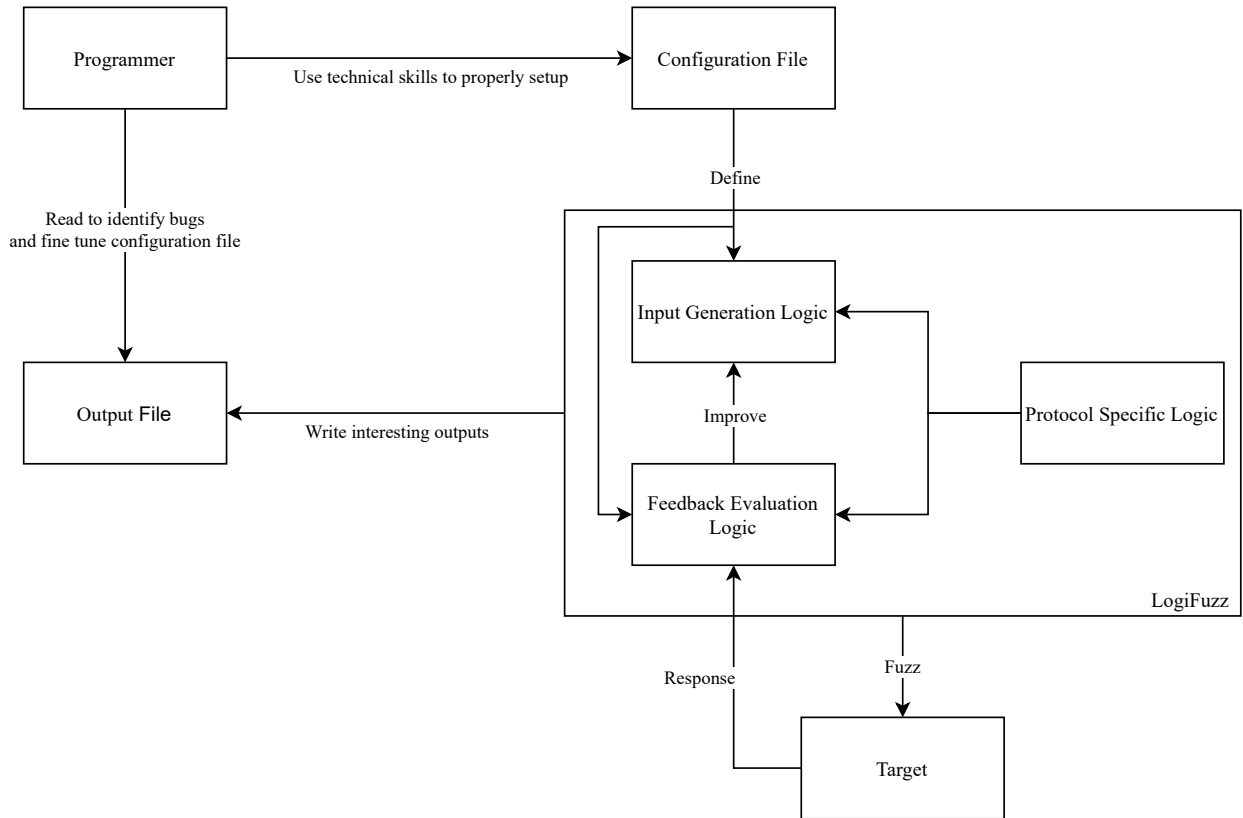 Programmer
Use technical skills to properly setup
Configuration File
Define
Read to identify bugs
and fine tune configuration file
Input Generation Logic
Output File
Write interesting outputs
Improve
Protocol Specific Logic
Feedback Evaluation
Logic
LogiFuzz
Response
Fuzz
Target